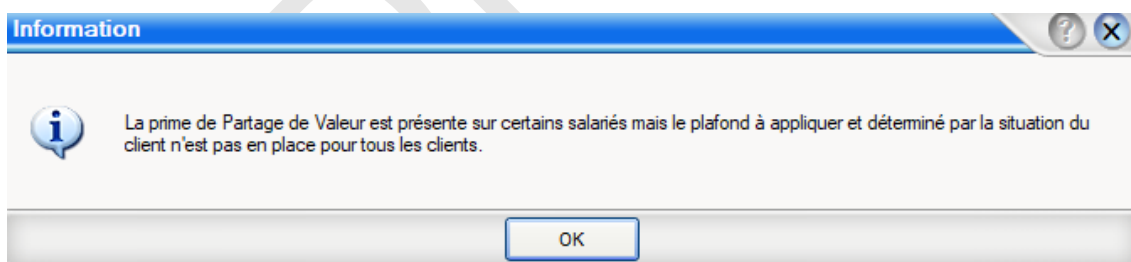 Information
La prime de Partage de Valeur est présente sur certains salariés mais le plafond à appliquer et déterminé par la situation du
client n'est pas en place pour tous les clients.
OK